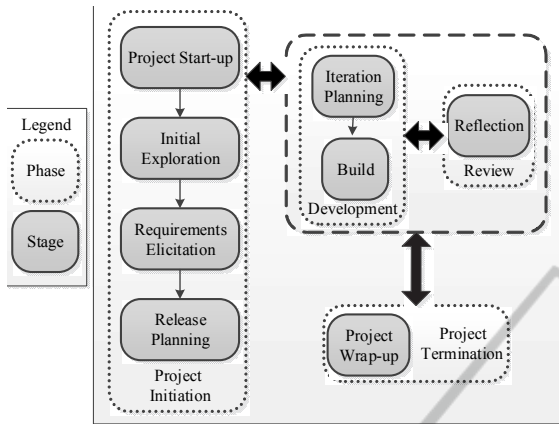 Legend
Phase
Stage
Project Start-up
Initial
Exploration
Requirements
Elicitation
Release
Planning
Project
Initiation
Iteration
Planning
Build
Development
Reflection
Review
Project
Wrap-up
Project
Termination